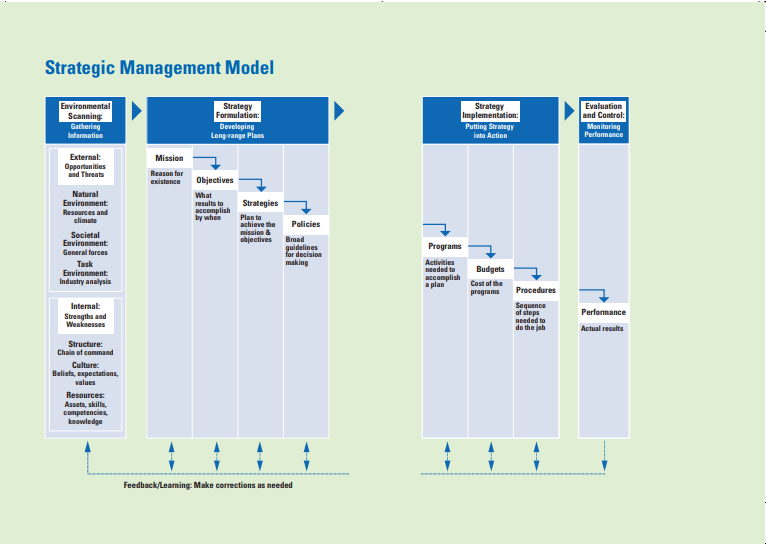 Strategic Management Model
Environmental
Scanning:
Gathering
Information
Strategy
Formulation:
Developing
Long-range Plans
Strategy
Implementation:
Putting Strategy
into Action
Evaluation
and Control:
Monitoring
Performance
External:
Opportunities
and Threats
Natural
Environment:
Resources and
climate
Societal
Environment:
General forces
Task
Environment:
Industry analysis
Internal:
Strengths and
Weaknesses
Structure:
Chain of command
Culture:
Beliefs, expectations,
values
Resources:
Assets, skills,
competencies,
knowledge
Mission
Reason for
existence
Objectives
What
results to
accomplish
by when
Strategies
Plan to
achieve the
mission &
objectives
Policies
Broad
guidelines
for decision
making
Programs
Activities
needed to
accomplish
a plan
Budgets
Cost of the
programs
Procedures
Sequence
of steps
needed to
do the job
Performance
Actual results
Feedback/Learning: Make corrections as needed